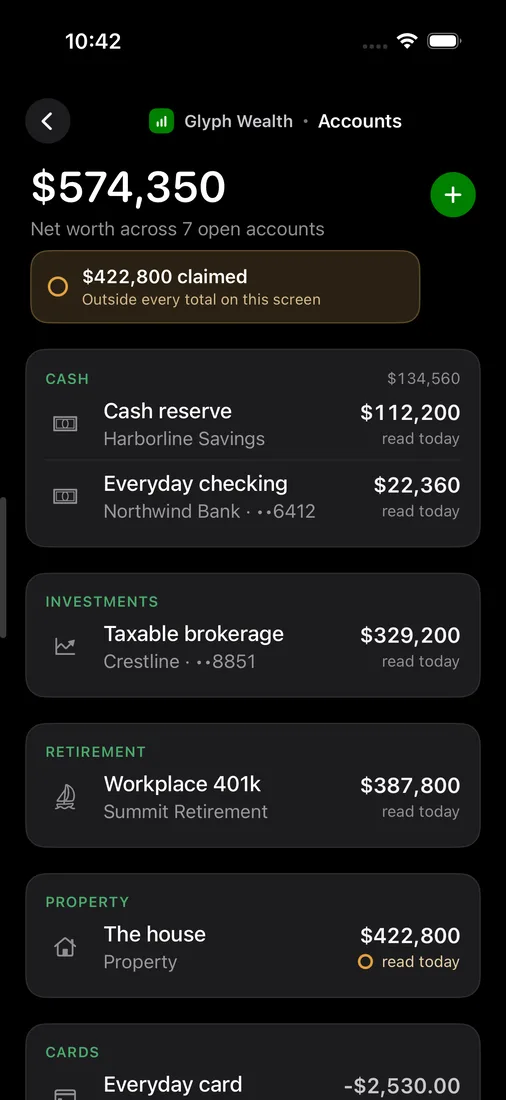 10:42
Glyph Wealth • Accounts
$574,350
Net worth across 7 open accounts
$422,800 claimed
Outside every total on this screen
CASH $134,560
Cash reserve $112,200
Harborline Savings read today
Everyday checking $22,360
Northwind Bank · ••6412 read today
INVESTMENTS
Taxable brokerage $329,200
Crestline · ••8851 read today
RETIREMENT
Workplace 401k $387,800
Summit Retirement read today
PROPERTY
The house $422,800
Property read today
CARDS
Everyday card -$2,530.00